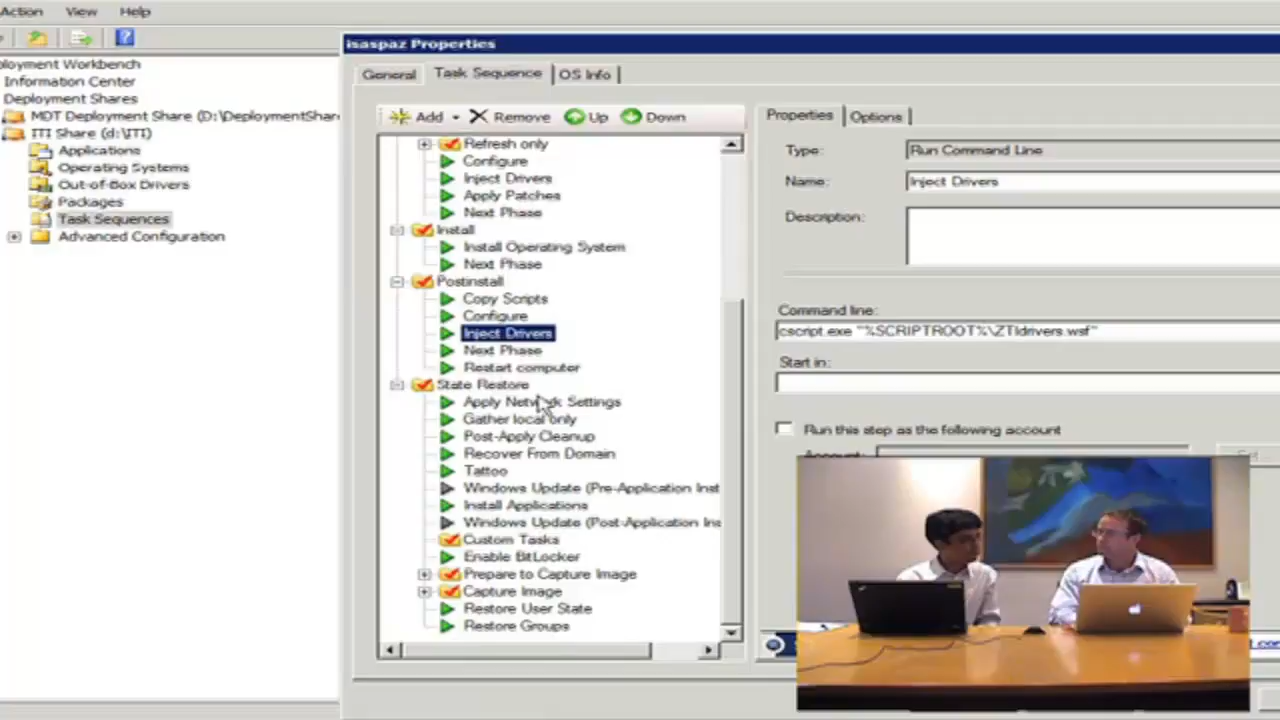 Action View Help
isaspaz Properties
General Task Sequence OS Info
ployment Workbench
Information Center
Deployment Shares
MDT Deployment Share (D:\DeploymentShare
ITI Share (d:\ITI)
Applications
Operating Systems
Out-of-Box Drivers
Packages
Task Sequences
Advanced Configuration
Add Remove Up Down
Refresh only
Configure
Inject Drivers
Apply Patches
Next Phase
Install
Install Operating System
Next Phase
Postinstall
Copy Scripts
Configure
Inject Drivers
Next Phase
Restart computer
State Restore
Apply Network Settings
Gather local only
Post-Apply Cleanup
Recover From Domain
Tattoo
Windows Update (Pre-Application Inst
Install Applications
Windows Update (Post-Application Ins
Custom Tasks
Enable BitLocker
Prepare to Capture Image
Capture Image
Restore User State
Restore Groups
Properties Options
Type: Run Command Line
Name: Inject Drivers
Description:
Command line:
cscript.exe "%SCRIPTROOT%\ZTIdrivers.wsf"
Start in:
Run this step as the following account
Account: